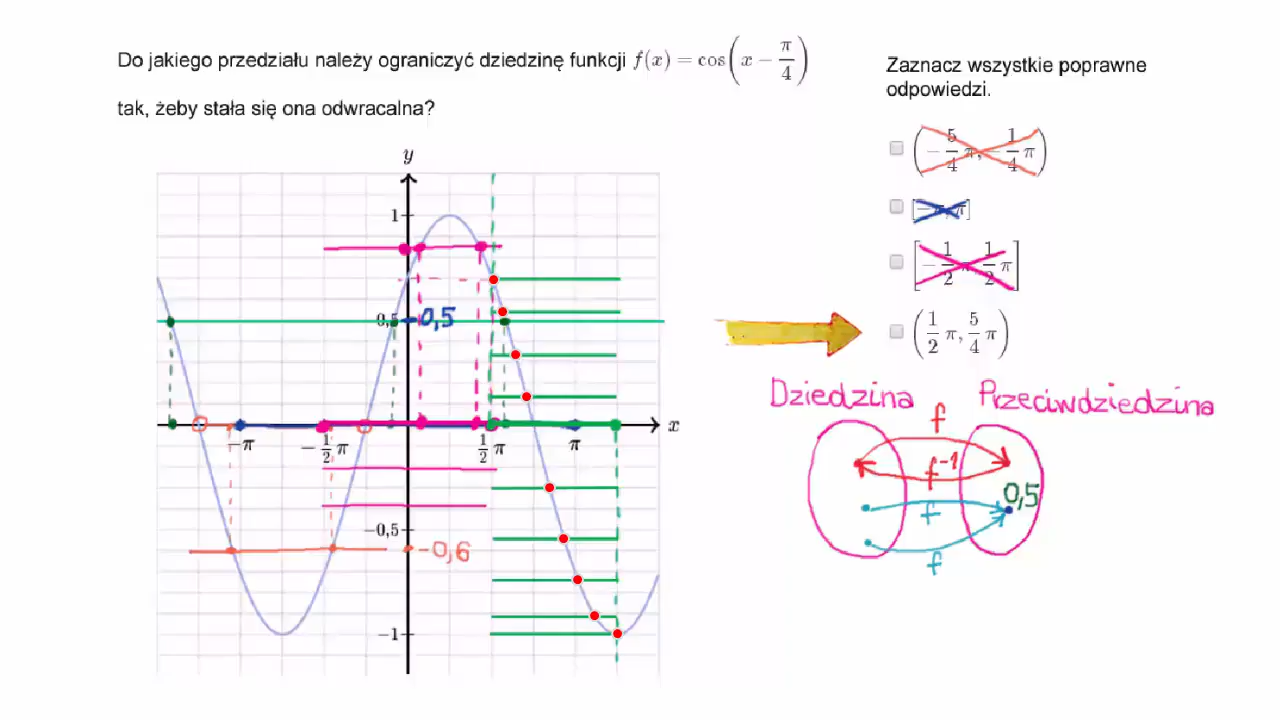 Do jakiego przedziału należy ograniczyć dziedzinę funkcji f(x) = cos(x − π/4)
tak, żeby stała się ona odwracalna?
Zaznacz wszystkie poprawne
odpowiedzi.
(−5/4 π, −1/4 π)
[−π, π]
[−1/2 π, 1/2 π]
(1/2 π, 5/4 π)
y
1
0,5
0,5
−π
−1/2 π
1/2 π
π
x
−0,5
-0,6
−1
Dziedzina
Przeciwdziedzina
f
f⁻¹
0,5
f
f